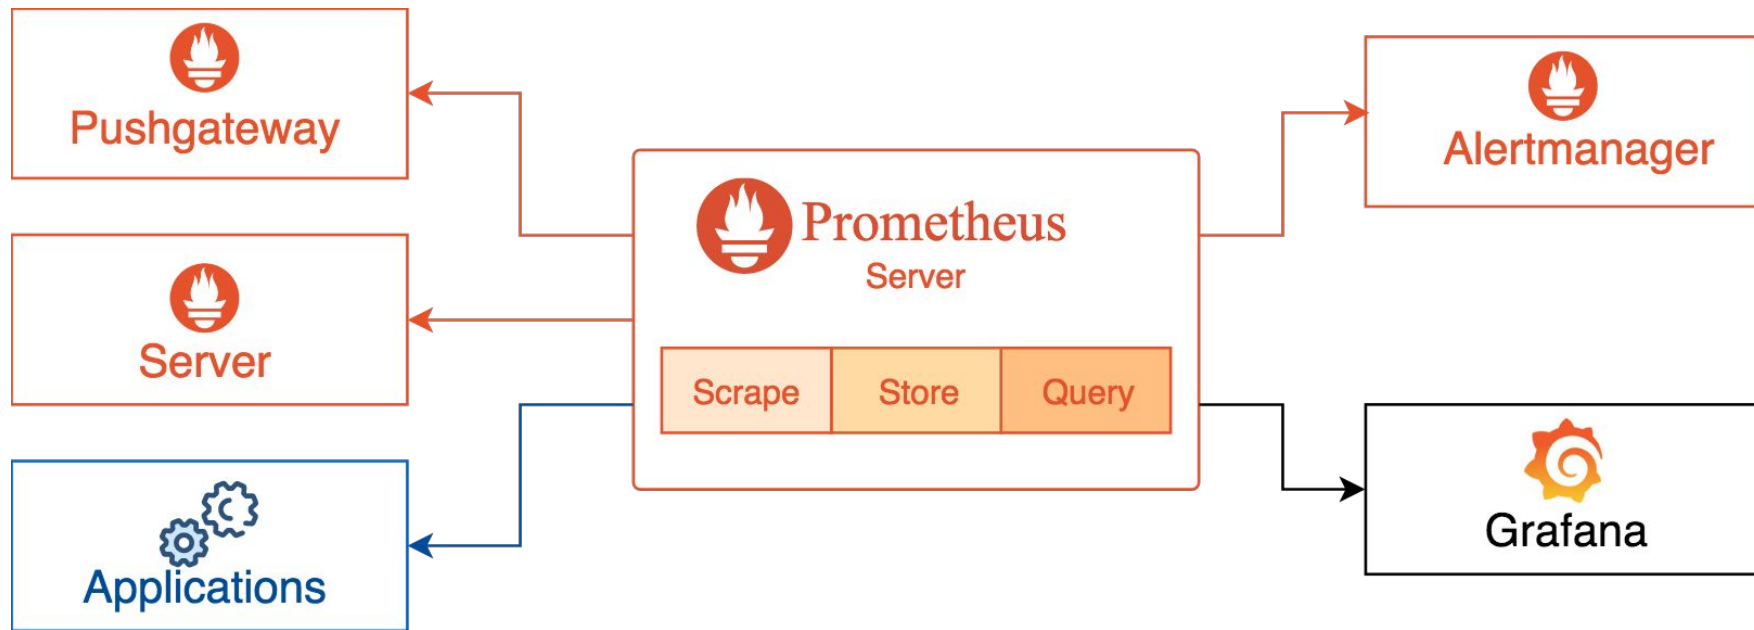 Pushgateway
Server
Applications
Prometheus
Server
Scrape Store Query
Alertmanager
Grafana